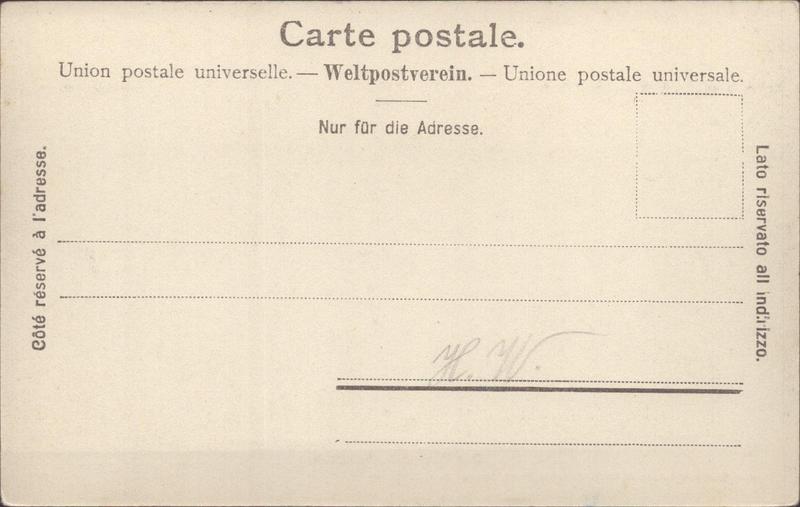 Carte postale.
Union postale universelle. — Weltpostverein. — Unione postale universale.
Nur für die Adresse.
Côté réservé à l'adresse.
Lato riservato all indirizzo.
H. W.